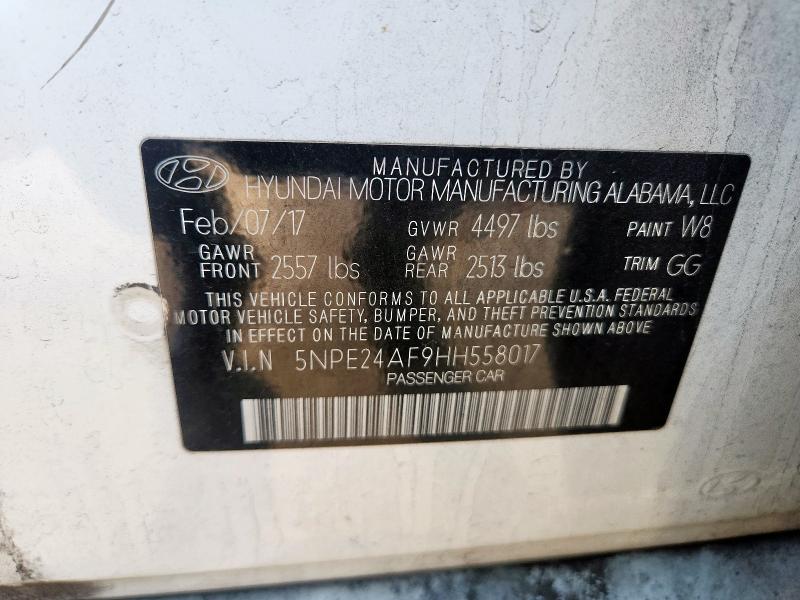 MANUFACTURED BY
HYUNDAI MOTOR MANUFACTURING ALABAMA, LLC
Feb/07/17 GVWR 4497 lbs PAINT W8
GAWR FRONT 2557 lbs GAWR REAR 2513 lbs TRIM GG
THIS VEHICLE CONFORMS TO ALL APPLICABLE U.S.A. FEDERAL
MOTOR VEHICLE SAFETY, BUMPER, AND THEFT PREVENTION STANDARDS
IN EFFECT ON THE DATE OF MANUFACTURE SHOWN ABOVE
V.I.N 5NPE24AF9HH558017
PASSENGER CAR